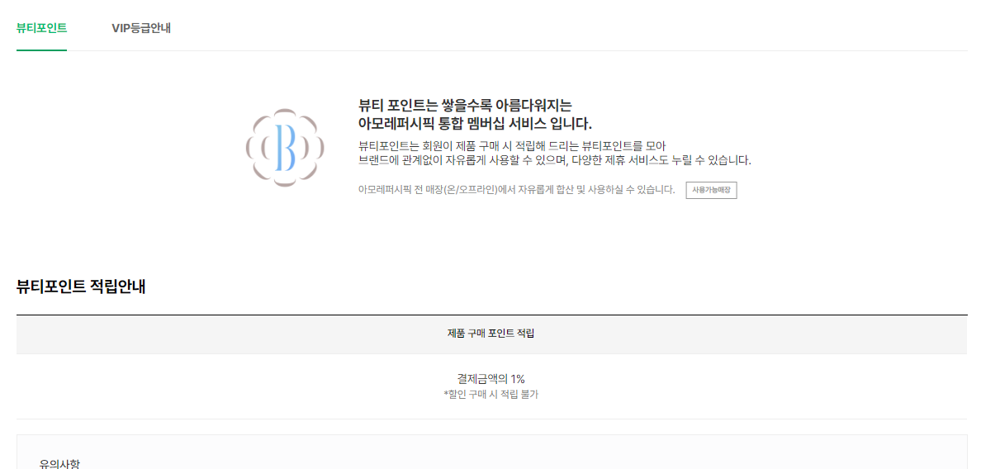 뷰티포인트
VIP등급안내
B
뷰티 포인트는 쌓을수록 아름다워지는
아모레퍼시픽 통합 멤버십 서비스 입니다.
뷰티포인트는 회원이 제품 구매 시 적립해 드리는 뷰티포인트를 모아
브랜드에 관계없이 자유롭게 사용할 수 있으며, 다양한 제휴 서비스도 누릴 수 있습니다.
아모레퍼시픽 전 매장(온/오프라인)에서 자유롭게 합산 및 사용하실 수 있습니다.
사용가능매장
뷰티포인트 적립안내
제품 구매 포인트 적립
결제금액의 1%
*할인 구매 시 적립 불가
유의사항